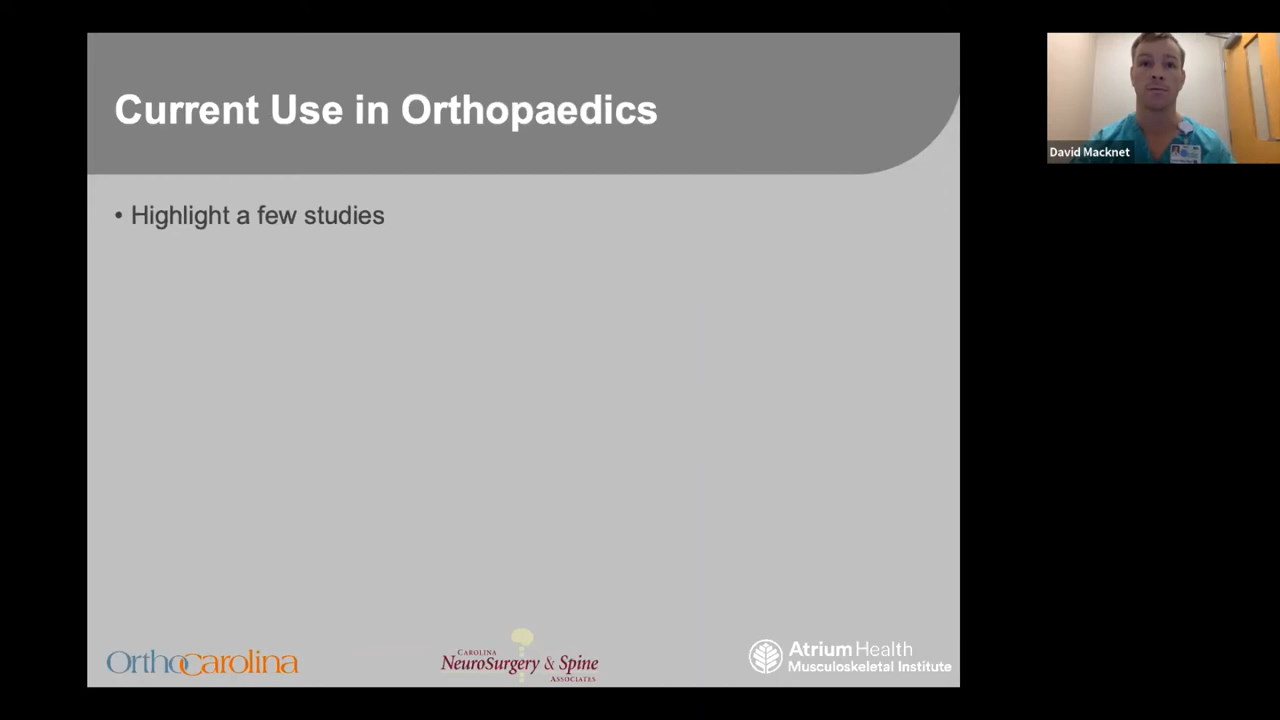 Current Use in Orthopaedics
• Highlight a few studies
David Macknet
OrthoCarolina
CAROLINA
NEUROSURGERY & SPINE
ASSOCIATES
Atrium Health
Musculoskeletal Institute